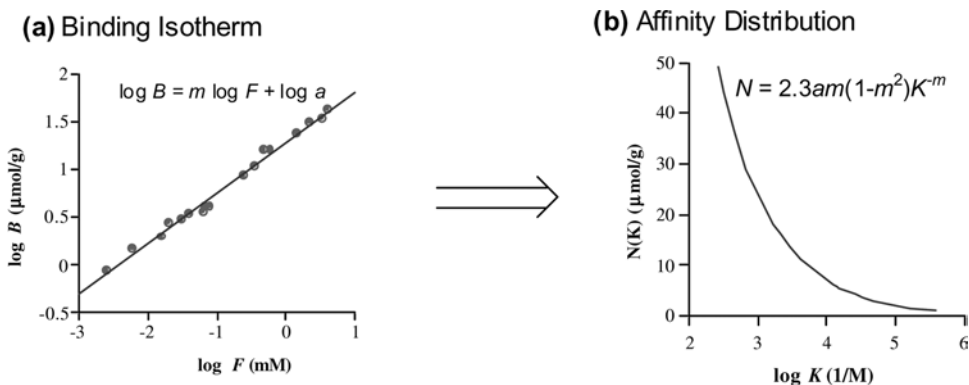 (a) Binding Isotherm
log B = m log F + log a
2
1.5
1
0.5
0
-0.5
-3
-2
-1
0
1
log B (µmol/g)
log F (mM)
(b) Affinity Distribution
N = 2.3am(1-m²)K⁻ᵐ
50
40
30
20
10
0
2
3
4
5
6
N(K) (µmol/g)
log K (1/M)